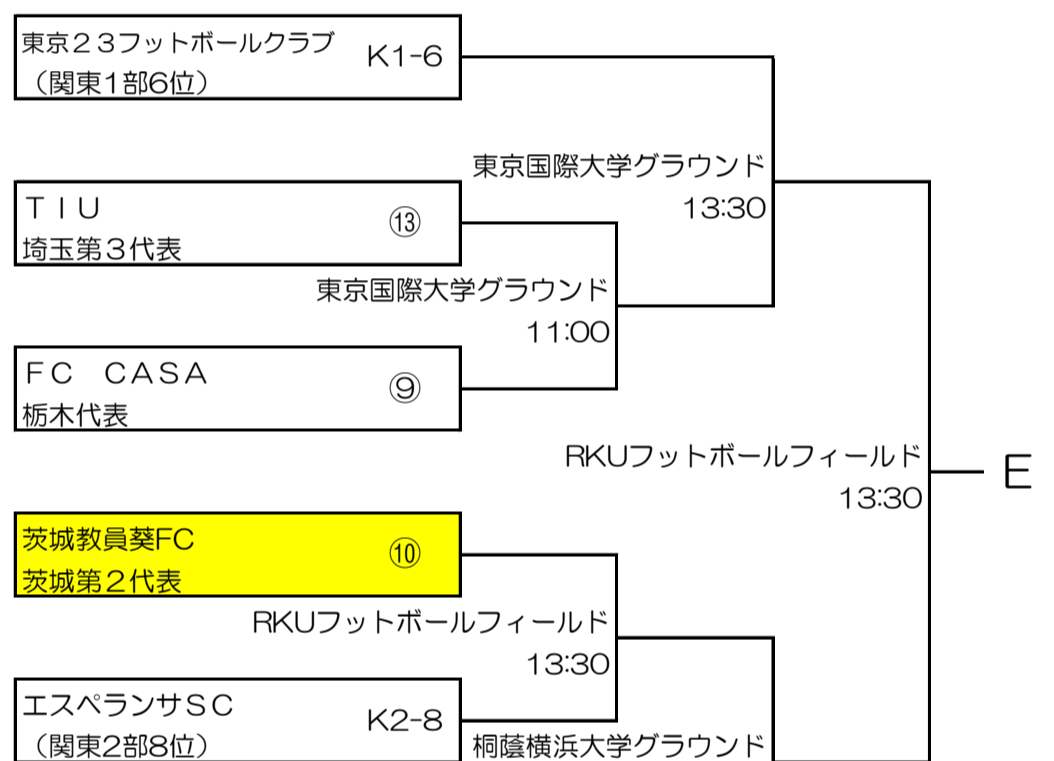 東京２３フットボールクラブ K1-6
（関東1部6位）
東京国際大学グラウンド
13:30
ＴＩＵ ⑬
埼玉第３代表
東京国際大学グラウンド
11:00
ＦＣ　ＣＡＳＡ ⑨
栃木代表
RKUフットボールフィールド
13:30
E
茨城教員葵FC ⑩
茨城第２代表
RKUフットボールフィールド
13:30
エスペランサＳＣ K2-8
（関東2部8位）
桐蔭横浜大学グラウンド